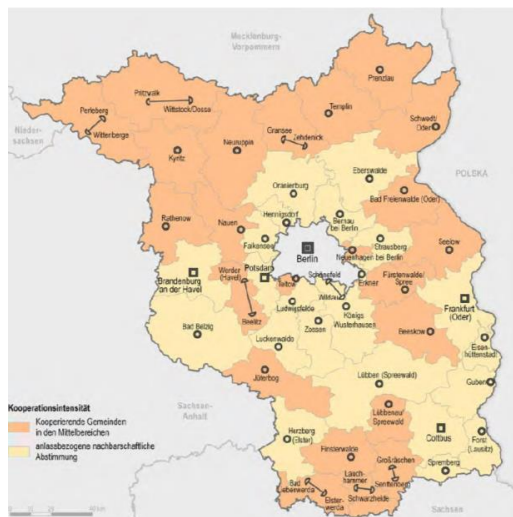 Mecklenburg-
Vorpommern
Prenzlau
Pritzwalk
Wittstock/Dosse
Perleberg
Wittenberge
Templin
Gransee
Zehdenick
Schwedt/
Oder
Nieder-
sachsen
Kyritz
Neuruppin
Eberswalde
POLSKA
Oranienburg
Bad Freienwalde (Oder)
Hennigsdorf
Bernau
bei Berlin
Rathenow
Nauen
Falkensee
Strausberg
Seelow
Berlin
Neuenhagen bei Berlin
Werder
(Havel)
Potsdam
Schönefeld
Erkner
Fürstenwalde/
Spree
Brandenburg
an der Havel
Teltow
Wildau
Frankfurt
(Oder)
Ludwigsfelde
Königs
Wusterhausen
Beelitz
Zossen
Bad Belzig
Beeskow
Eisen-
hüttenstadt
Luckenwalde
Guben
Jüterbog
Lübben (Spreewald)
Kooperationsintensität
Kooperierende Gemeinden
in den Mittelbereichen
anlassbezogene nachbarschaftliche
Abstimmung
Sachsen-
Anhalt
Lübbenau/
Spreewald
Cottbus
Forst
(Lausitz)
Herzberg
(Elster)
Finsterwalde
Großräschen
Spremberg
Lauch-
hammer
Senftenberg
Bad
Liebenwerda
Schwarzheide
Elster-
werda
Sachsen